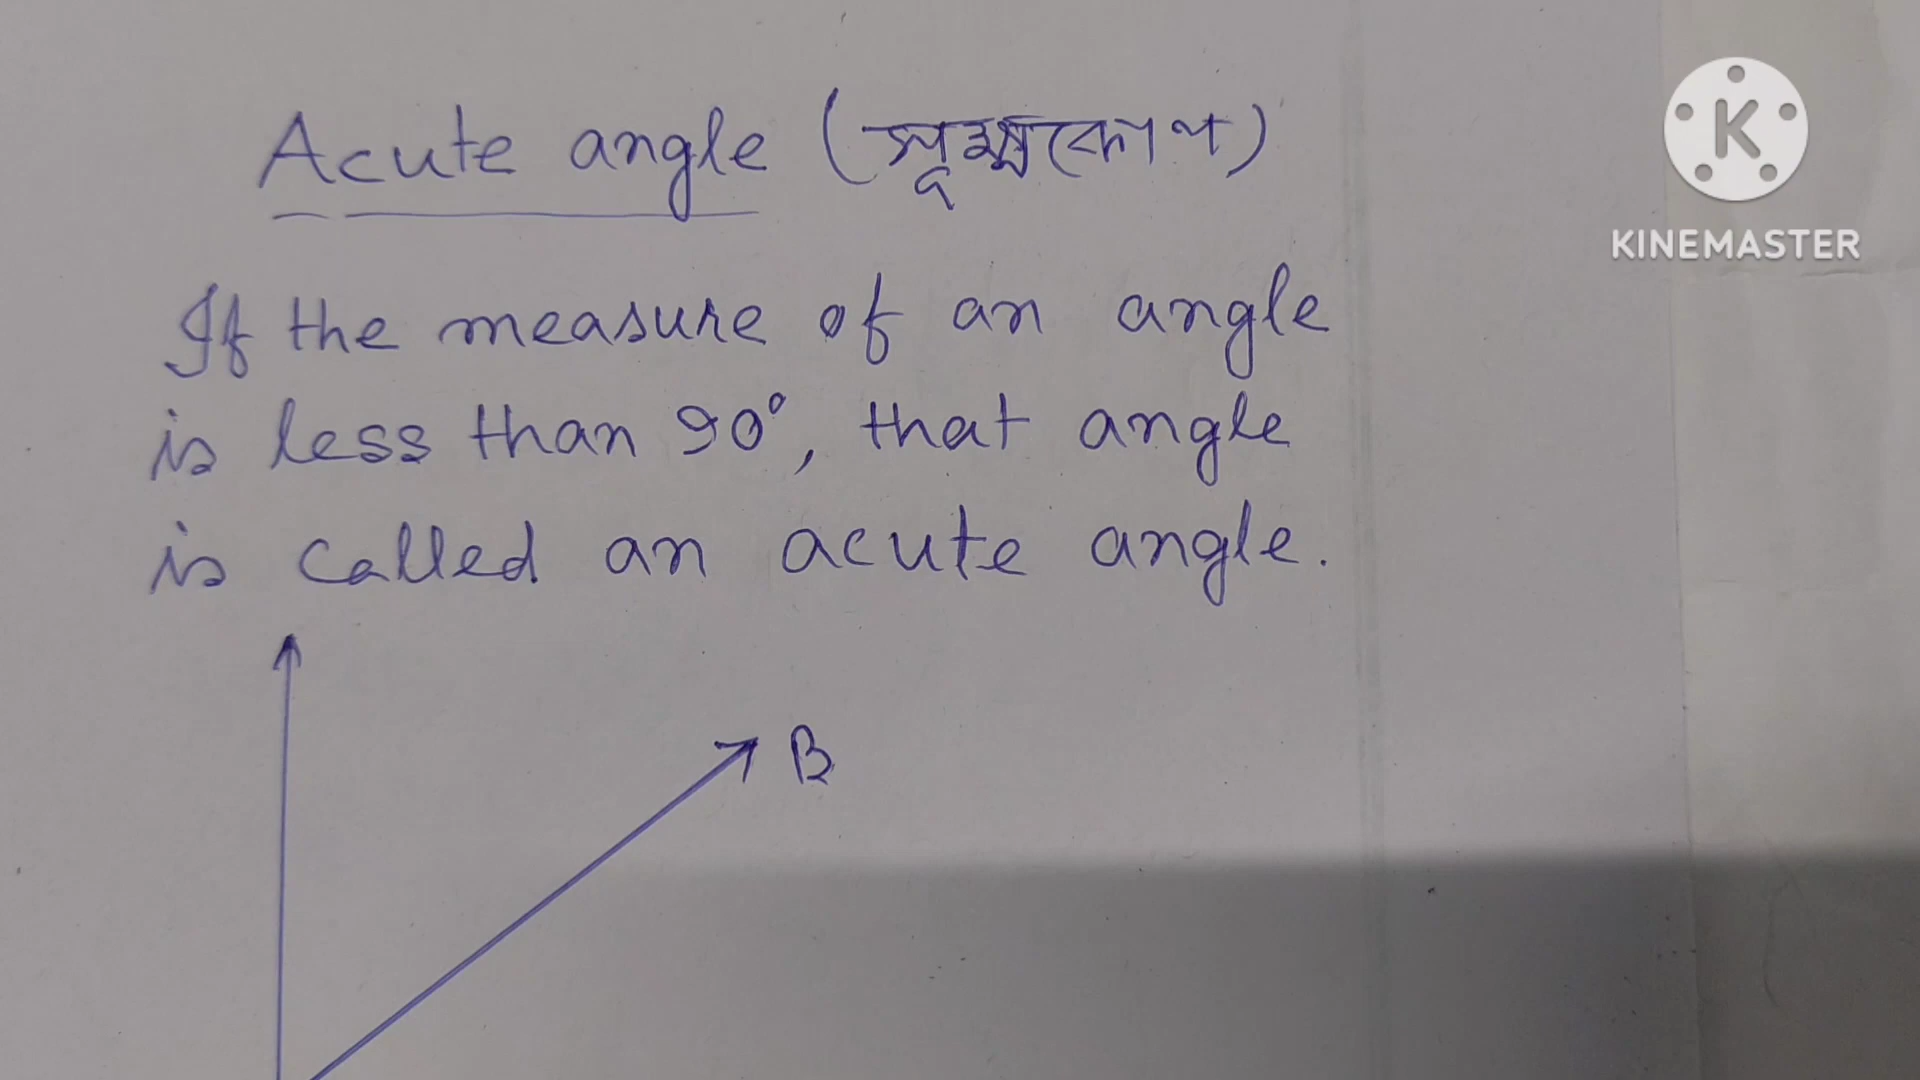 Acute angle (সূক্ষ্মকোণ)
K
KINEMASTER
If the measure of an angle
is less than 90°, that angle
is called an acute angle.
B